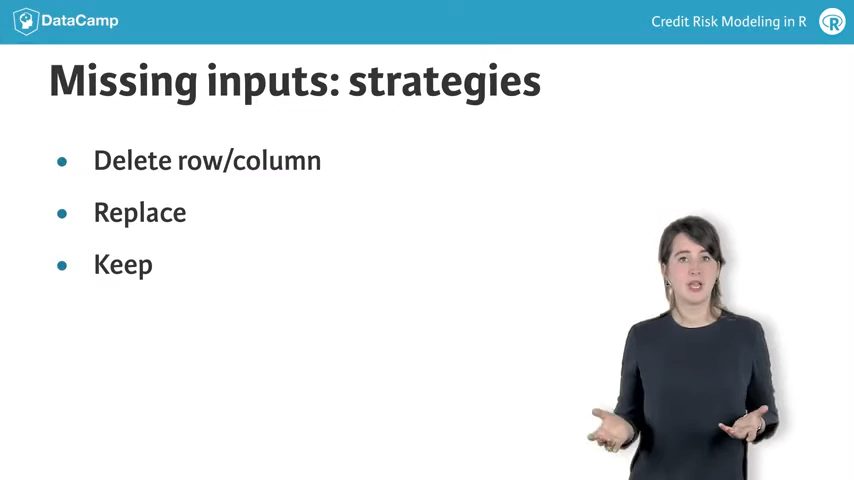 DataCamp
Credit Risk Modeling in R
R
Missing inputs: strategies
• Delete row/column
• Replace
• Keep